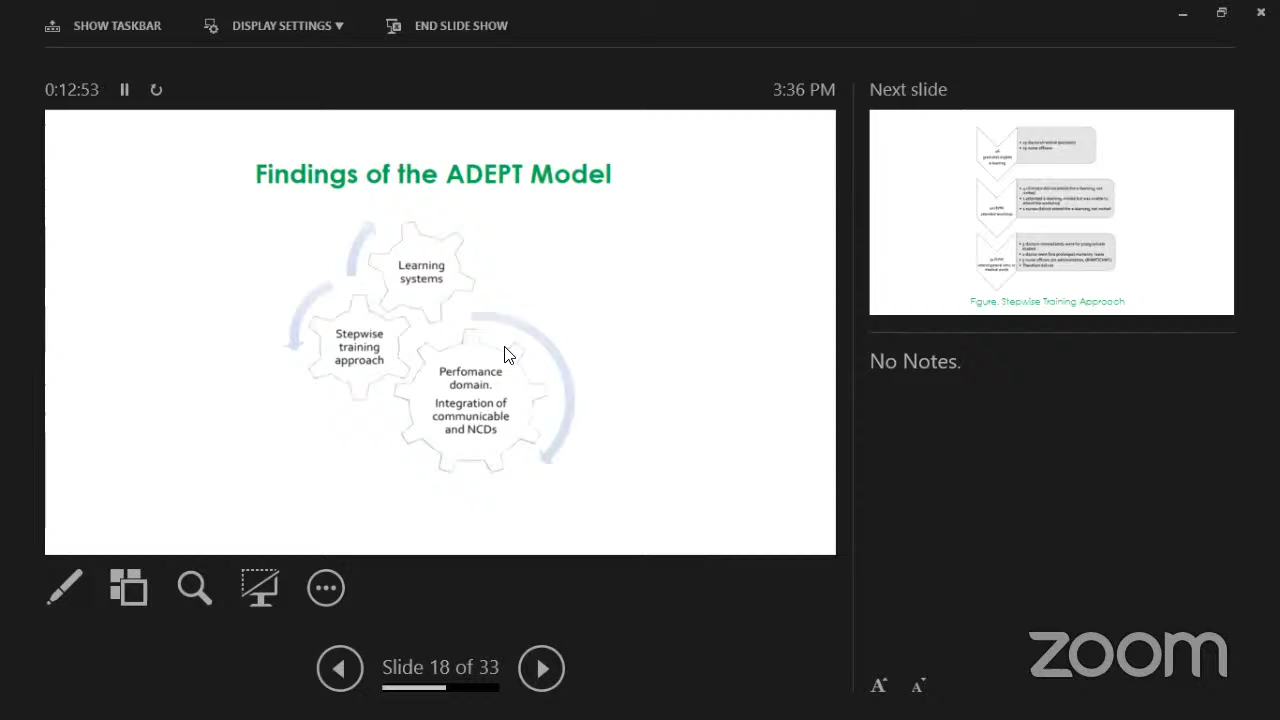 SHOW TASKBAR
DISPLAY SETTINGS
END SLIDE SHOW
0:12:53
3:36 PM
Findings of the ADEPT Model
Learning
systems
Stepwise
training
approach
Perfomance
domain.
Integration of
communicable
and NCDs
Slide 18 of 33
Next slide
Figure. Stepwise Training Approach
No Notes.
A
A
zoom